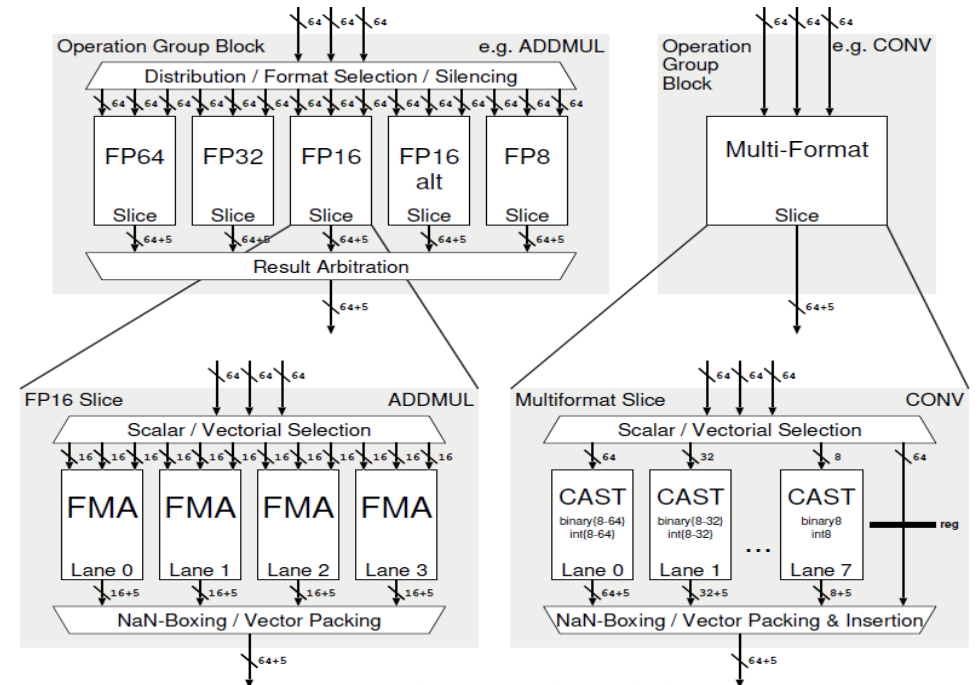 64 64 64
Operation Group Block e.g. ADDMUL
Distribution / Format Selection / Silencing
64 64 64 64 64 64 64 64 64 64 64 64 64 64 64
FP64 FP32 FP16 FP16 FP8
alt
Slice Slice Slice Slice Slice
64+5 64+5 64+5 64+5 64+5
Result Arbitration
64+5
64 64 64
Operation e.g. CONV
Group
Block
Multi-Format
Slice
64+5
64 64 64
FP16 Slice ADDMUL
Scalar / Vectorial Selection
16 16 16 16 16 16 16 16 16 16 16 16
FMA FMA FMA FMA
Lane 0 Lane 1 Lane 2 Lane 3
16+5 16+5 16+5 16+5
NaN-Boxing / Vector Packing
64+5
64 64 64
Multiformat Slice CONV
Scalar / Vectorial Selection
64 32 8 64
CAST CAST CAST
binary{8-64} binary{8-32} binary8
int{8-64} int{8-32} int8
reg
...
Lane 0 Lane 1 Lane 7
64+5 32+5 8+5
NaN-Boxing / Vector Packing & Insertion
64+5